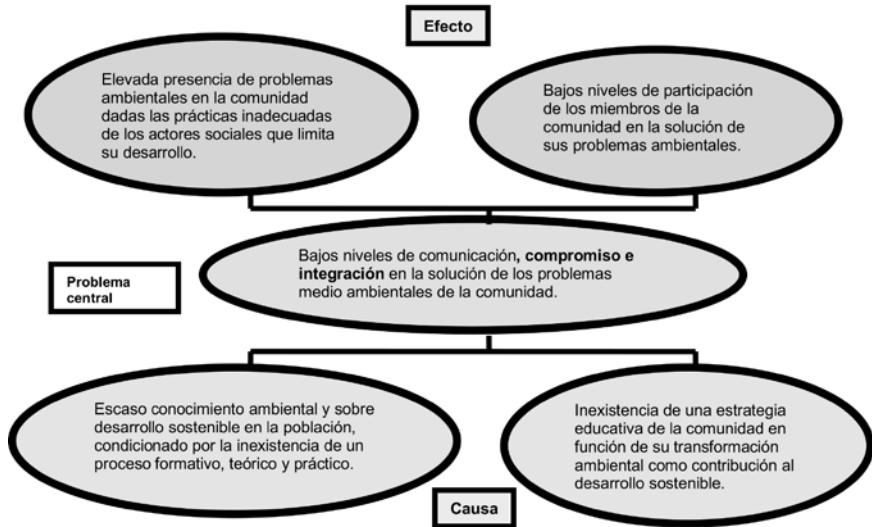 Efecto
Elevada presencia de problemas
ambientales en la comunidad
dadas las prácticas inadecuadas
de los actores sociales que limita
su desarrollo.
Bajos niveles de participación
de los miembros de la
comunidad en la solución de
sus problemas ambientales.
Problema
central
Bajos niveles de comunicación, compromiso e
integración en la solución de los problemas
medio ambientales de la comunidad.
Escaso conocimiento ambiental y sobre
desarrollo sostenible en la población,
condicionado por la inexistencia de un
proceso formativo, teórico y práctico.
Inexistencia de una estrategia
educativa de la comunidad en
función de su transformación
ambiental como contribución al
desarrollo sostenible.
Causa